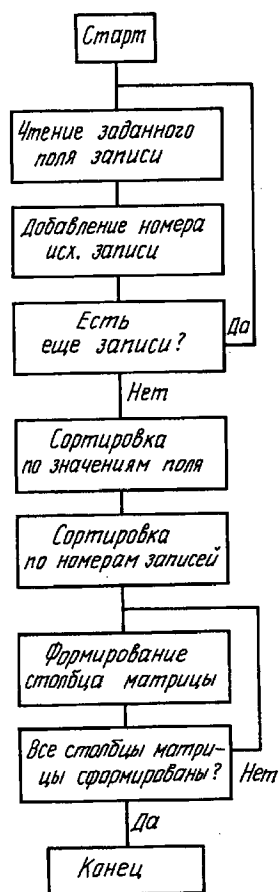 Старт
Чтение заданного
поля записи
Добавление номера
исх. записи
Есть
еще записи?
Да
Нет
Сортировка
по значениям поля
Сортировка
по номерам записей
Формирование
столбца матрицы
Все столбцы матри-
цы сформированы?
Нет
Да
Конец